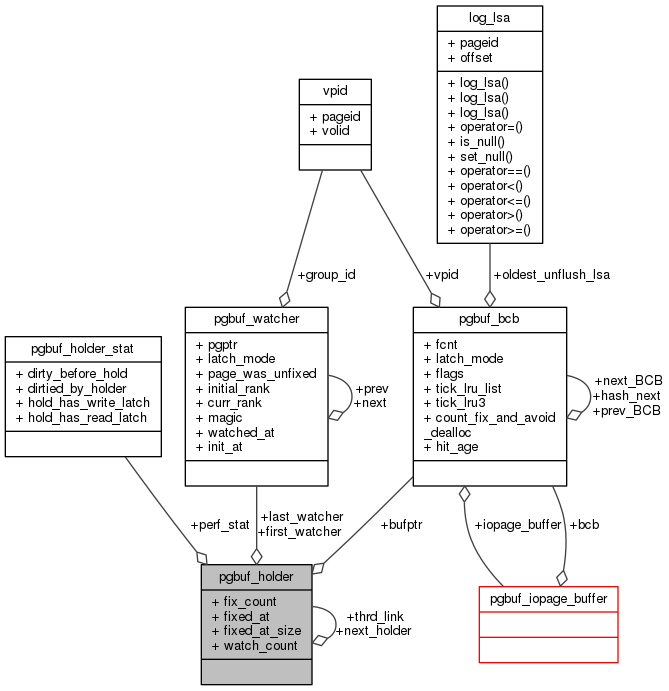 log_lsa
+ pageid
+ offset
+ log_lsa()
+ log_lsa()
+ log_lsa()
+ operator=()
+ is_null()
+ set_null()
+ operator==()
+ operator<()
+ operator<=()
+ operator>()
+ operator>=()
vpid
+ pageid
+ volid
+group_id
+vpid
+oldest_unflush_lsa
pgbuf_holder_stat
+ dirty_before_hold
+ dirtied_by_holder
+ hold_has_write_latch
+ hold_has_read_latch
pgbuf_watcher
+ pgptr
+ latch_mode
+ page_was_unfixed
+ initial_rank
+ curr_rank
+ magic
+ watched_at
+ init_at
+prev
+next
pgbuf_bcb
+ fcnt
+ latch_mode
+ flags
+ tick_lru_list
+ tick_lru3
+ count_fix_and_avoid
_dealloc
+ hit_age
+next_BCB
+hash_next
+prev_BCB
+perf_stat
+last_watcher
+first_watcher
+bufptr
+iopage_buffer
+bcb
pgbuf_holder
+ fix_count
+ fixed_at
+ fixed_at_size
+ watch_count
+thrd_link
+next_holder
pgbuf_iopage_buffer